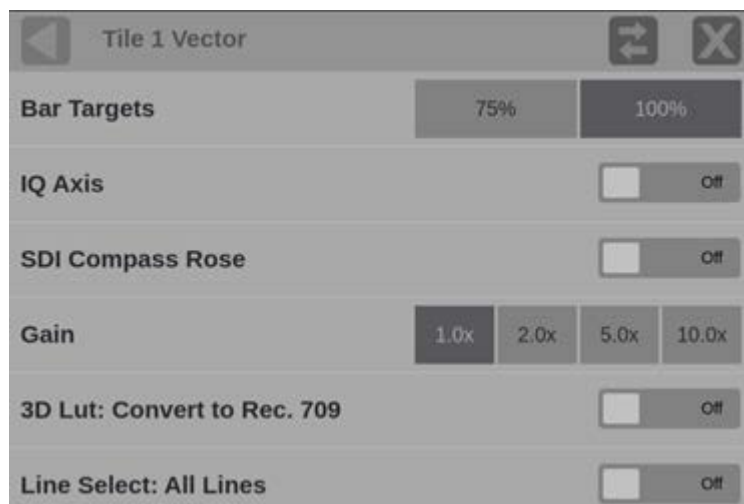 Tile 1 Vector
Bar Targets 75% 100%
IQ Axis Off
SDI Compass Rose Off
Gain 1.0x 2.0x 5.0x 10.0x
3D Lut: Convert to Rec. 709 Off
Line Select: All Lines Off